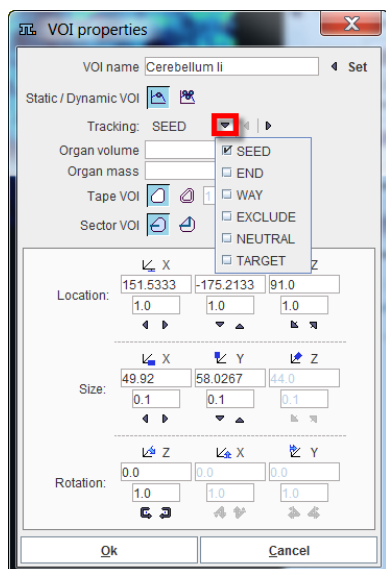 VOI properties
VOI name Cerebellum li Set
Static / Dynamic VOI
Tracking: SEED
Organ volume SEED
Organ mass END
Tape VOI 1 WAY
EXCLUDE
Sector VOI NEUTRAL
TARGET
X Z
Location: 151.5333 -175.2133 91.0
1.0 1.0 1.0
X Y Z
Size: 49.92 58.0267 44.0
0.1 0.1 0.1
Z X Y
Rotation: 0.0 0.0 0.0
1.0 1.0 1.0
Ok Cancel